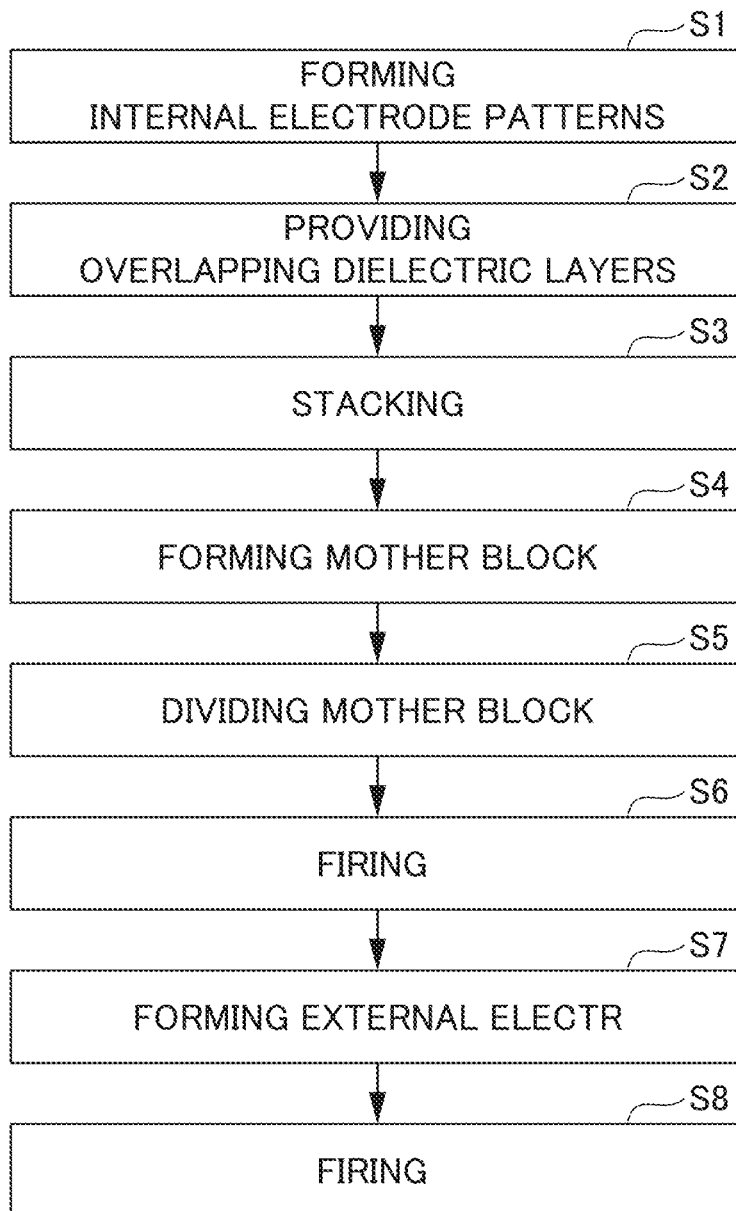 S1
FORMING
INTERNAL ELECTRODE PATTERNS
S2
PROVIDING
OVERLAPPING DIELECTRIC LAYERS
S3
STACKING
S4
FORMING MOTHER BLOCK
S5
DIVIDING MOTHER BLOCK
S6
FIRING
S7
FORMING EXTERNAL ELECTR
S8
FIRING